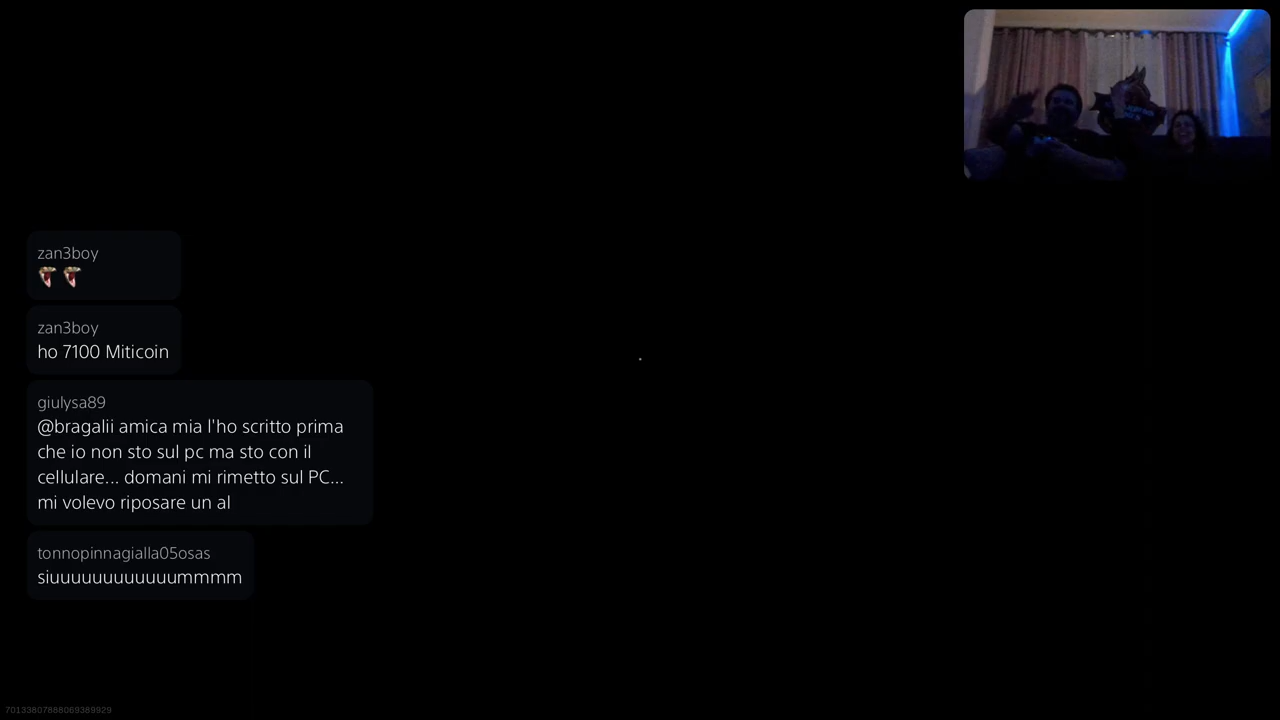 zan3boy
zan3boy
ho 7100 Miticoin
giulysa89
@bragalii amica mia l'ho scritto prima
che io non sto sul pc ma sto con il
cellulare... domani mi rimetto sul PC...
mi volevo riposare un al
tonnopinnagialla05osas
siuuuuuuuuuuuummmm
70133807888069389929